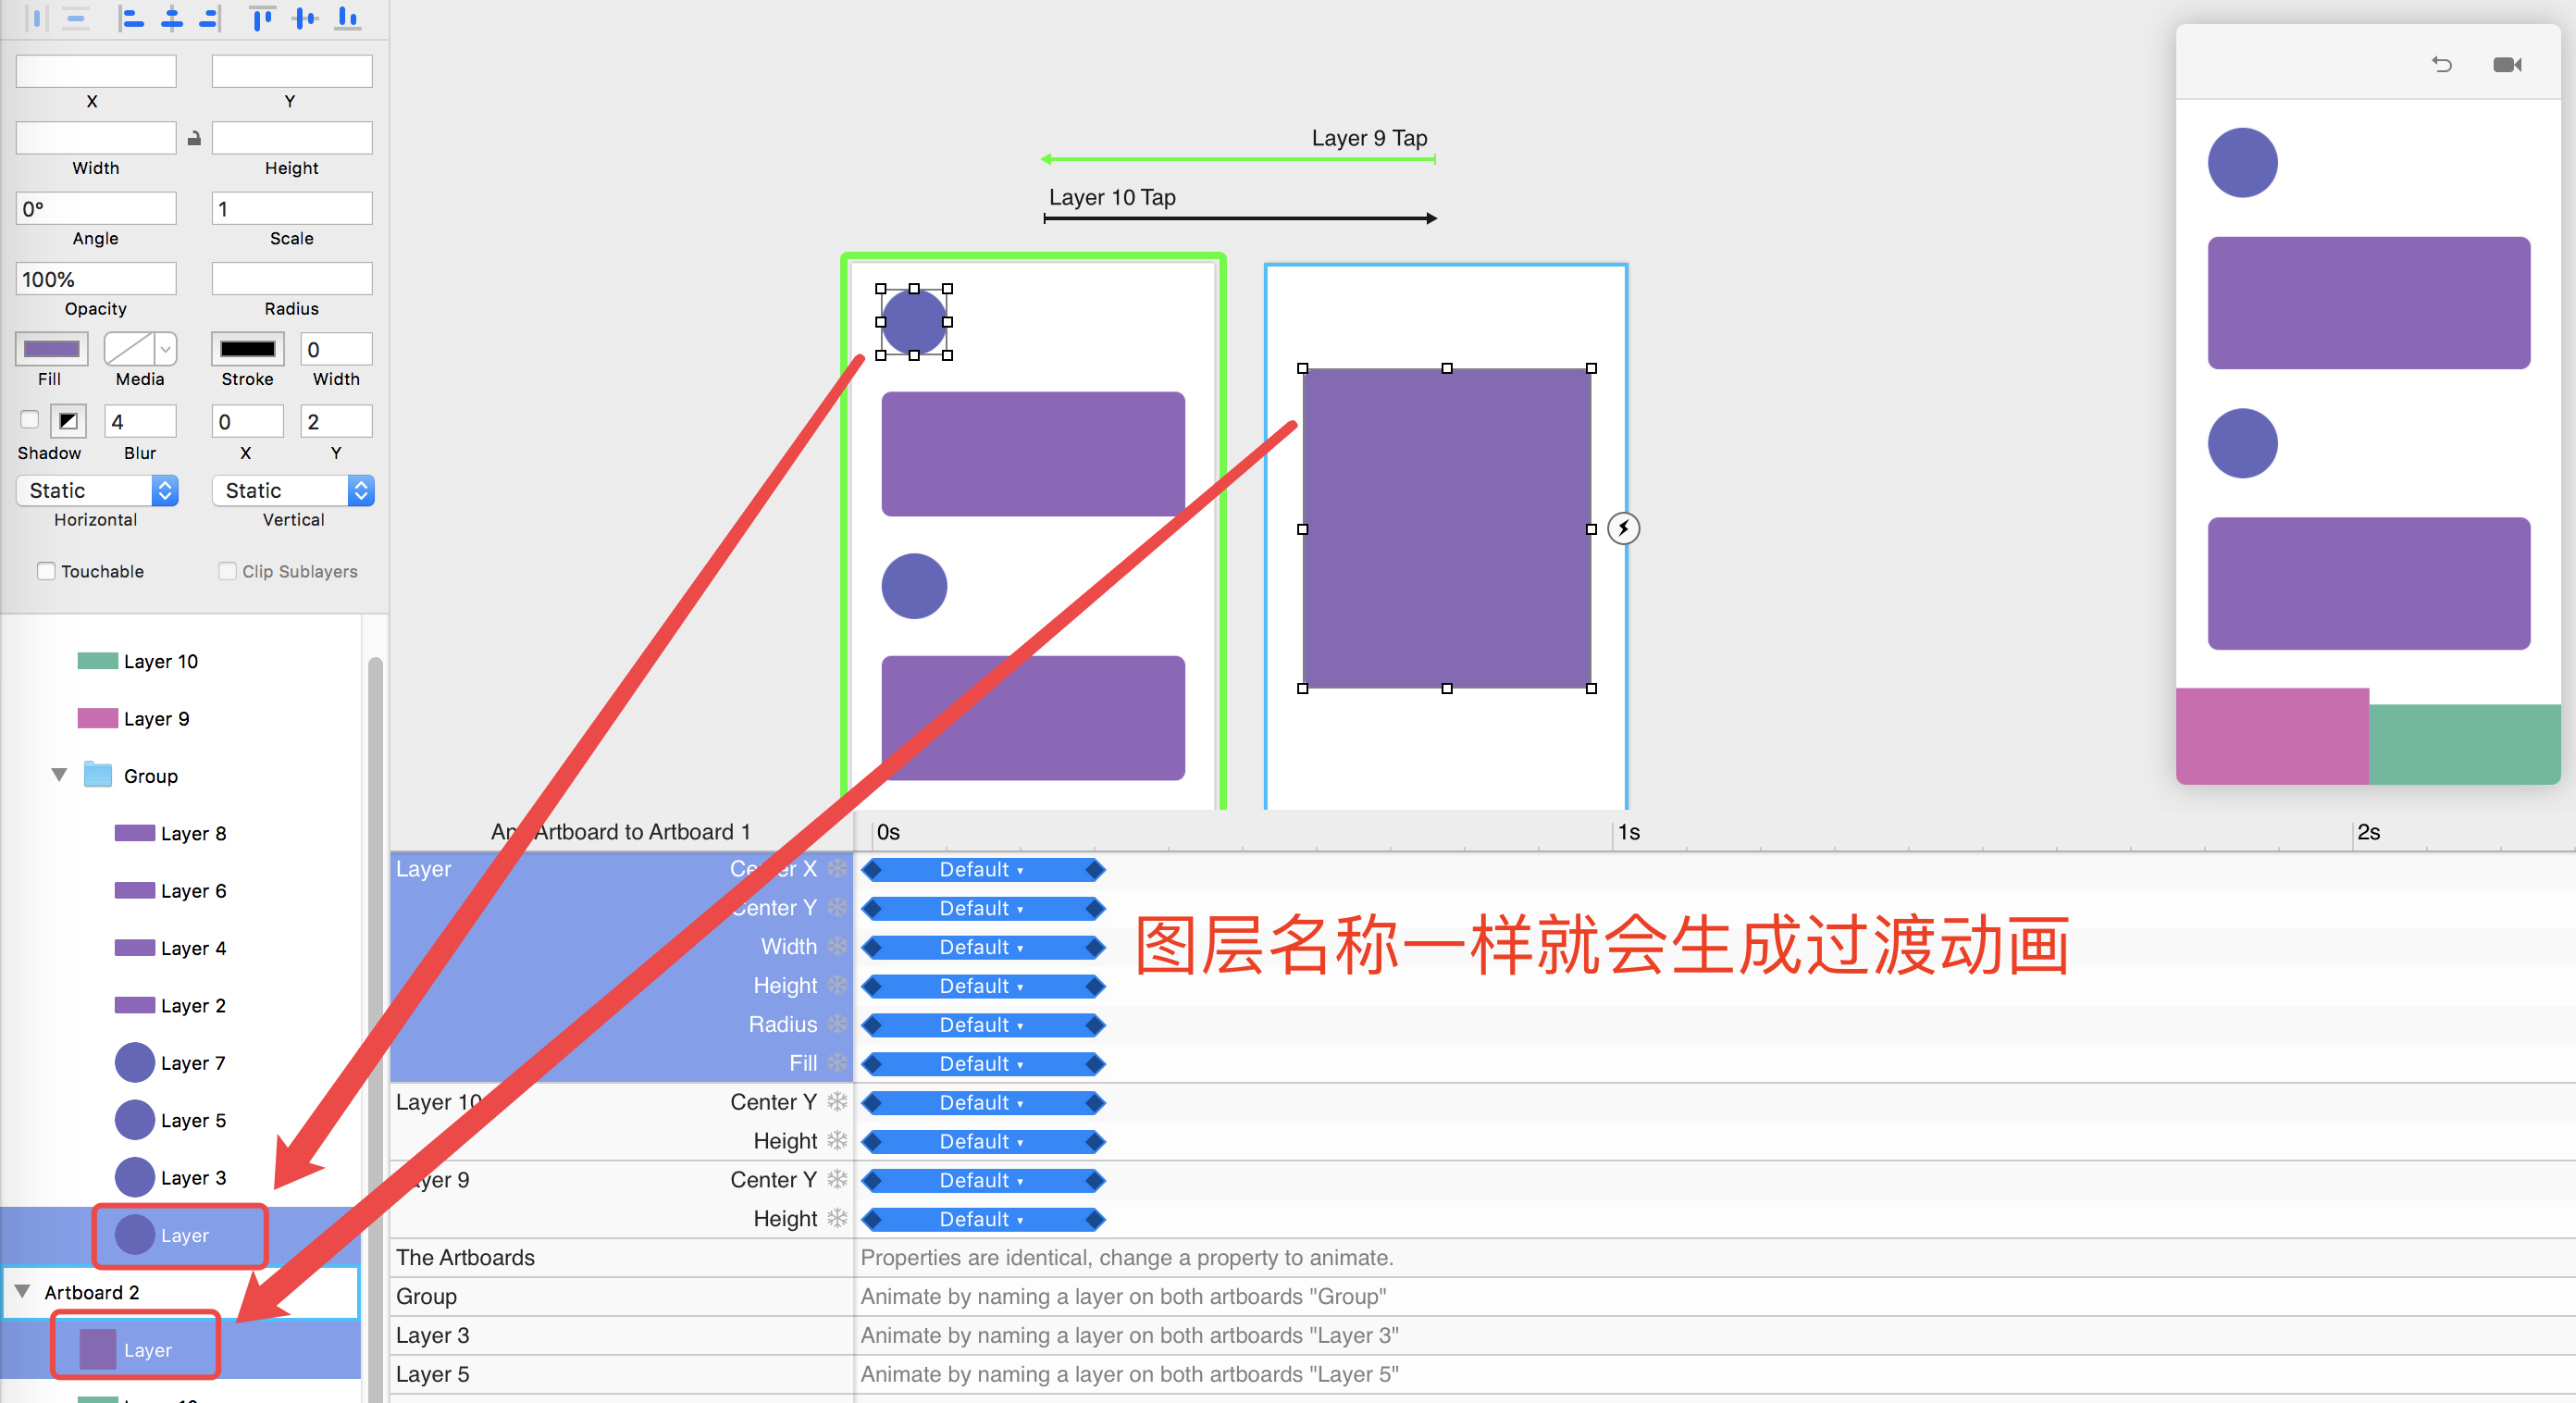 X
Y
Width
Height
0°
1
Angle
Scale
100%
Opacity
Radius
0
Fill
Media
Stroke
Width
4
0
2
Shadow
Blur
X
Y
Static
Static
Horizontal
Vertical
Touchable
Clip Sublayers
Layer 10
Layer 9
Group
Layer 8
Layer 6
Layer 4
Layer 2
Layer 7
Layer 5
Layer 3
Layer
Artboard 2
Layer
Layer 9 Tap
Layer 10 Tap
Artboard to Artboard 1
0s
1s
2s
Layer
Center X
Default
Center Y
Default
Width
Default
Height
Default
Radius
Default
Fill
Default
图层名称一样就会生成过渡动画
Layer 10
Center Y
Default
Height
Default
Layer 9
Center Y
Default
Height
Default
The Artboards
Properties are identical, change a property to animate.
Group
Animate by naming a layer on both artboards "Group"
Layer 3
Animate by naming a layer on both artboards "Layer 3"
Layer 5
Animate by naming a layer on both artboards "Layer 5"